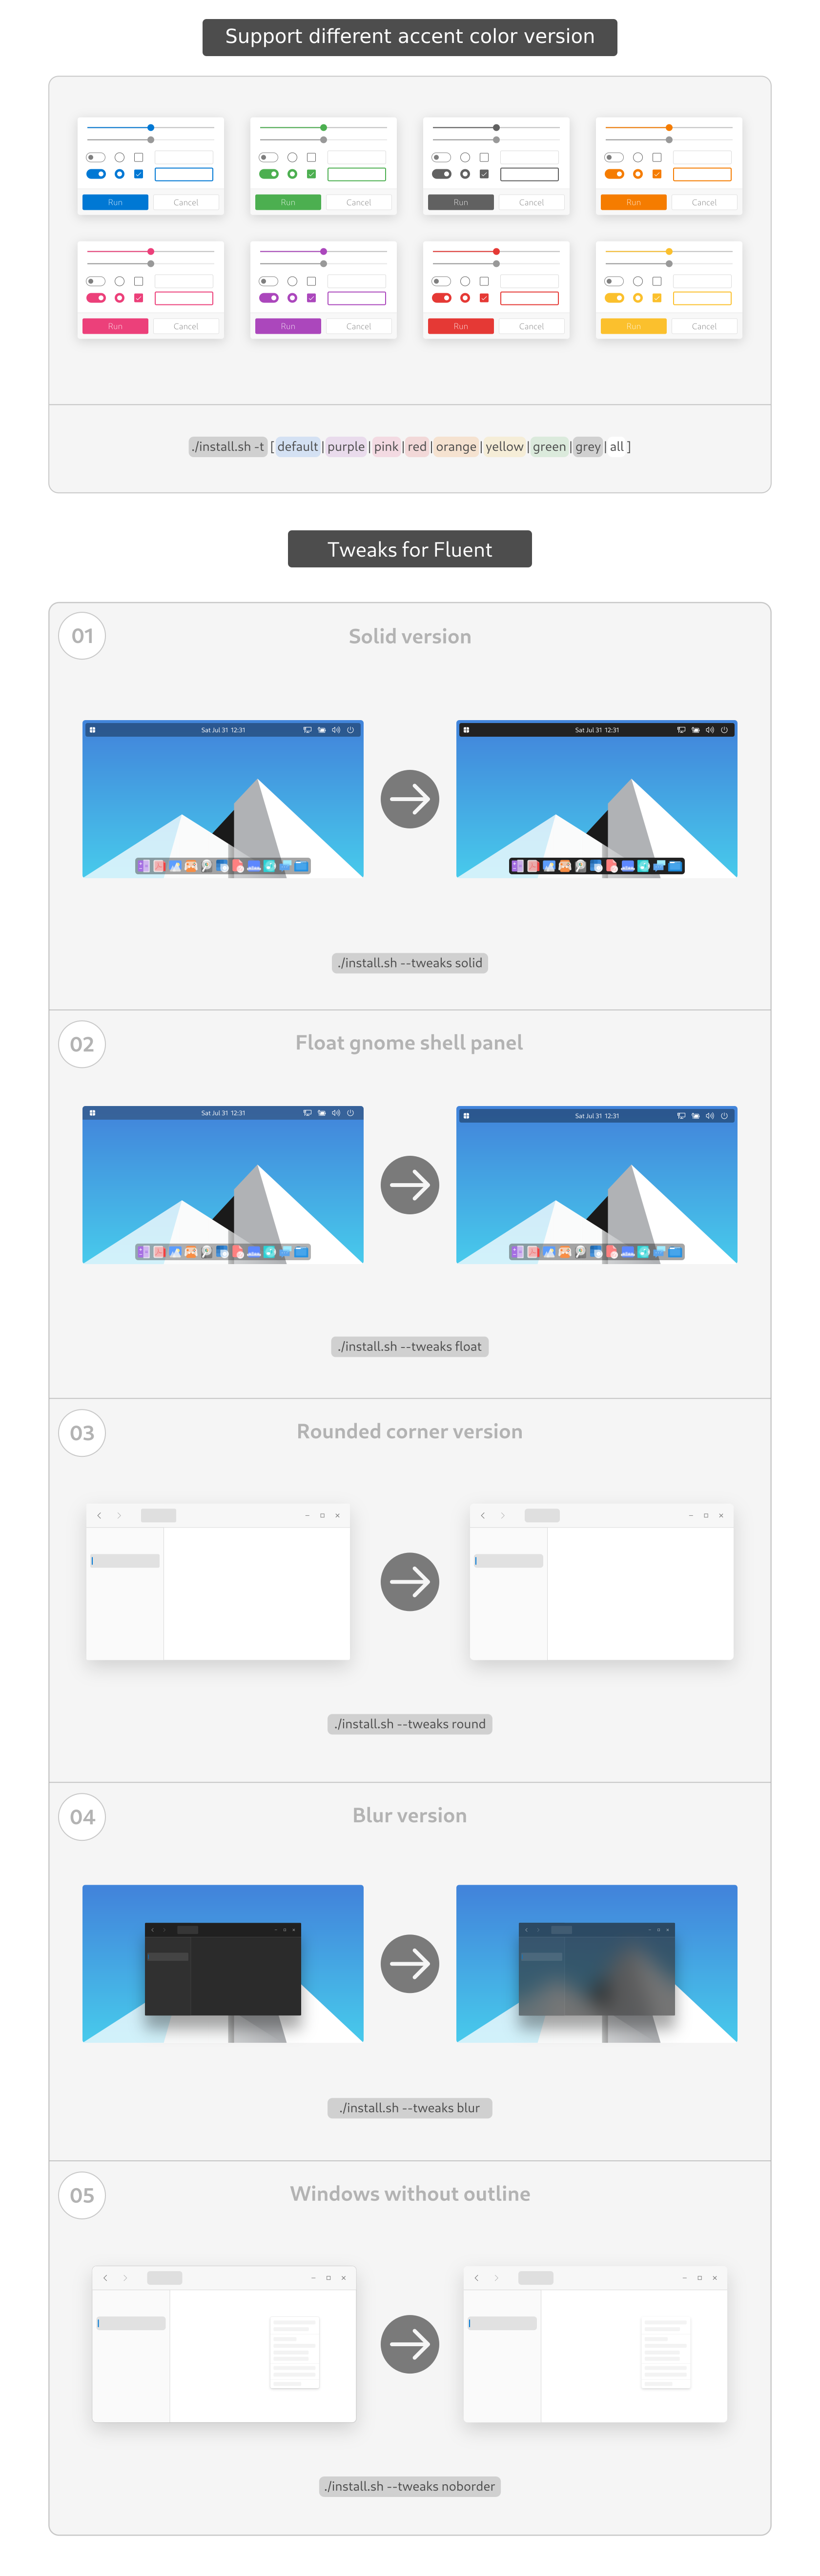 Support different accent color version
Run Cancel Run Cancel Run Cancel Run Cancel
Run Cancel Run Cancel Run Cancel Run Cancel
./install.sh -t [ default | purple | pink | red | orange | yellow | green | grey | all ]
Tweaks for Fluent
01
Solid version
Sat Jul 31 12:31 Sat Jul 31 12:31
./install.sh --tweaks solid
02
Float gnome shell panel
Sat Jul 31 12:31 Sat Jul 31 12:31
./install.sh --tweaks float
03
Rounded corner version
./install.sh --tweaks round
04
Blur version
./install.sh --tweaks blur
05
Windows without outline
./install.sh --tweaks noborder